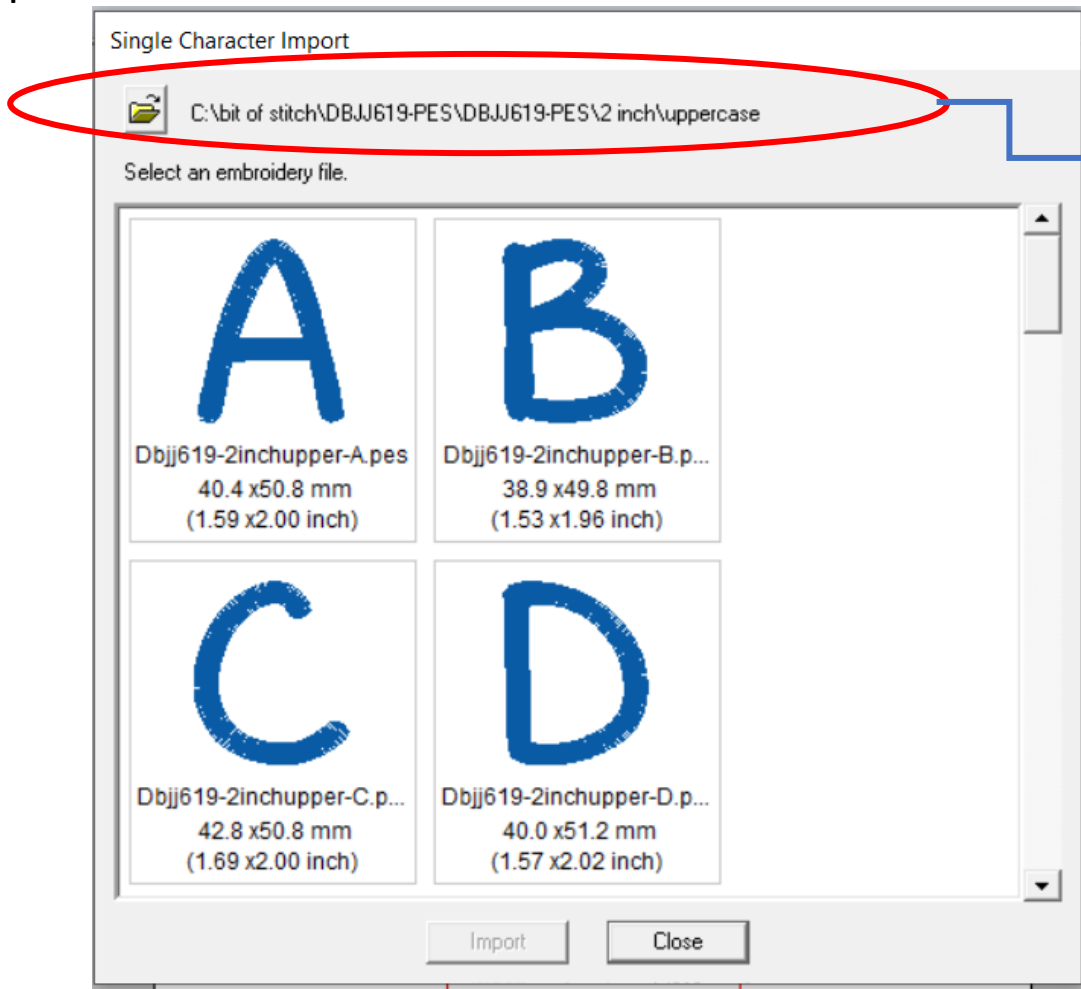 Single Character Import
C:\bit of stitch\DBJJ619-PES\DBJJ619-PES\2 inch\uppercase
Select an embroidery file.
Dbjj619-2inchupper-A.pes
40.4 x50.8 mm
(1.59 x2.00 inch)
Dbjj619-2inchupper-B.p...
38.9 x49.8 mm
(1.53 x1.96 inch)
Dbjj619-2inchupper-C.p...
42.8 x50.8 mm
(1.69 x2.00 inch)
Dbjj619-2inchupper-D.p...
40.0 x51.2 mm
(1.57 x2.02 inch)
Import
Close